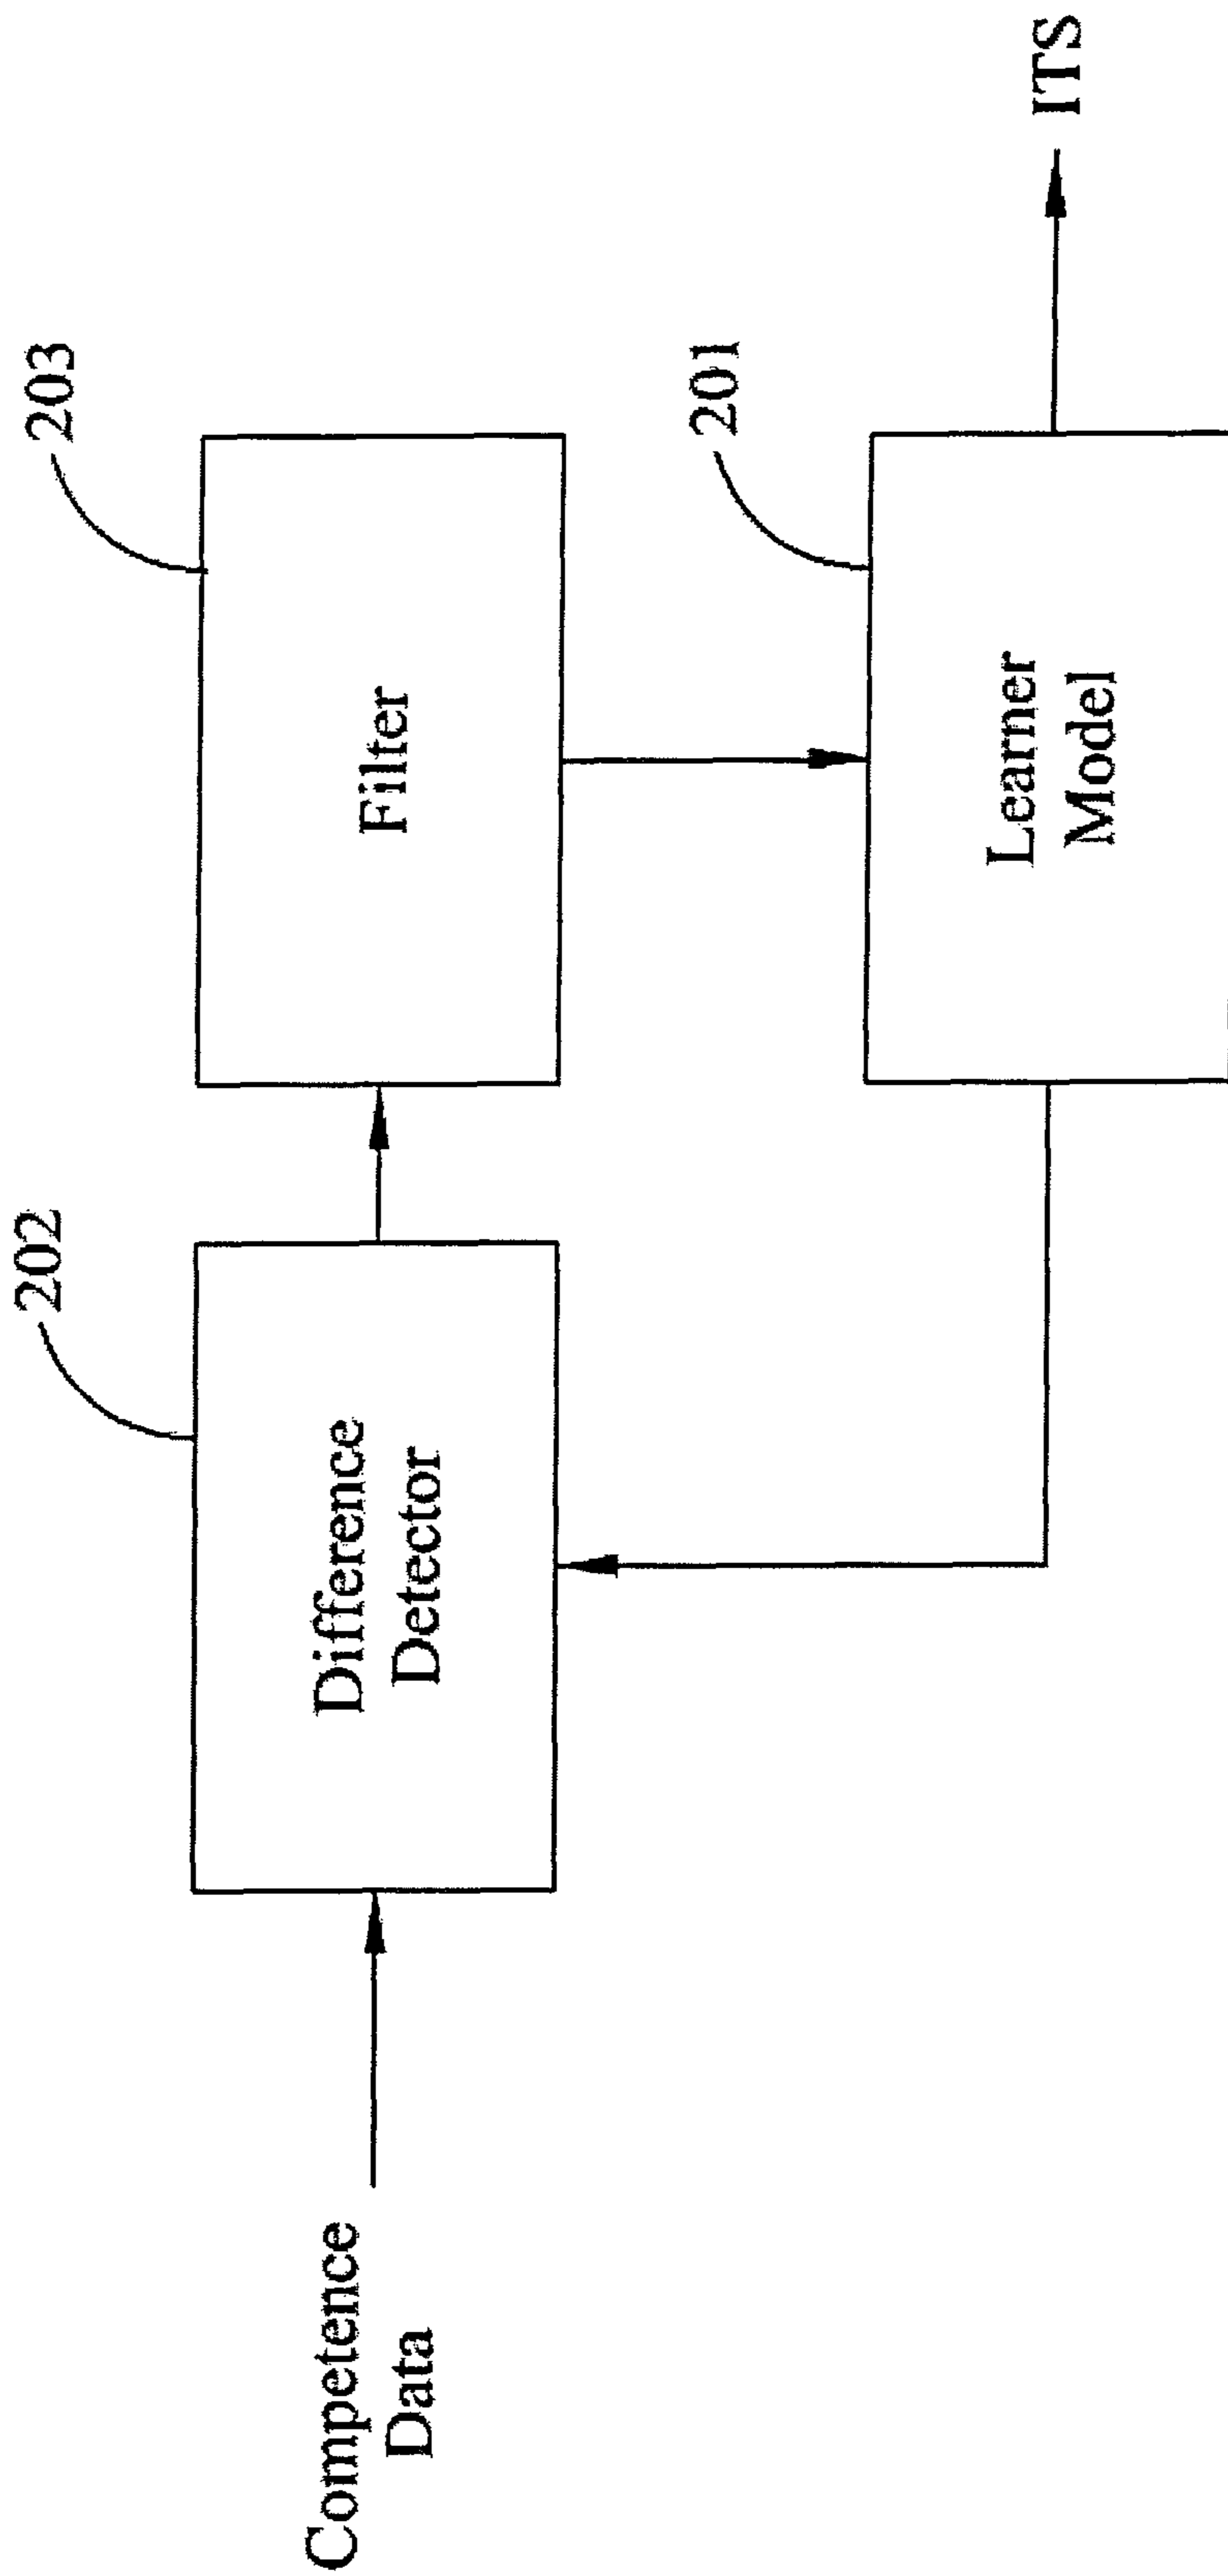 202
203
Competence
Data
Difference
Detector
Filter
201
Learner
Model
ITS